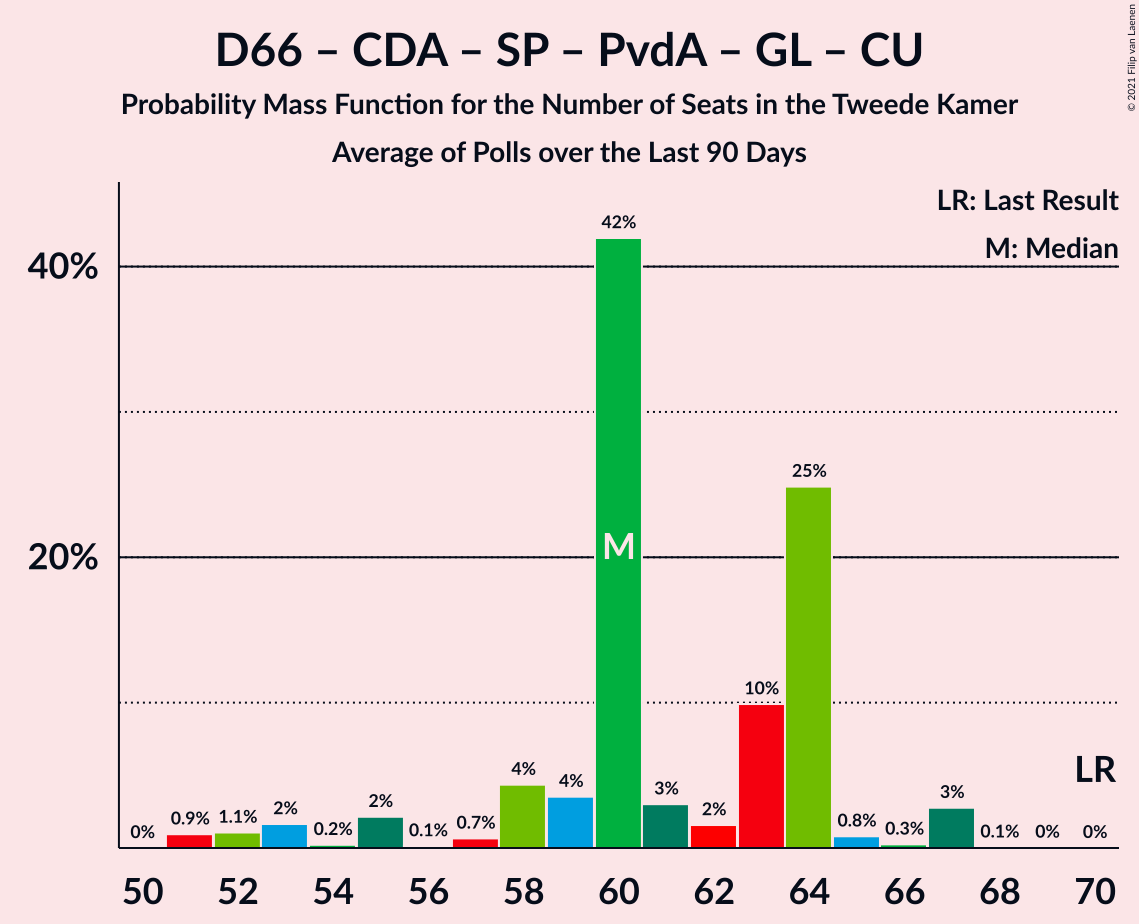 D66 – CDA – SP – PvdA – GL – CU
Probability Mass Function for the Number of Seats in the Tweede Kamer
Average of Polls over the Last 90 Days
© 2021 Filip van Laenen
LR: Last Result
M: Median
40%
20%
0%
0.9%
1.1%
2%
0.2%
2%
0.1%
0.7%
4%
4%
42%
M
3%
2%
10%
25%
0.8%
0.3%
3%
0.1%
0%
0%
LR
50 52 54 56 58 60 62 64 66 68 70